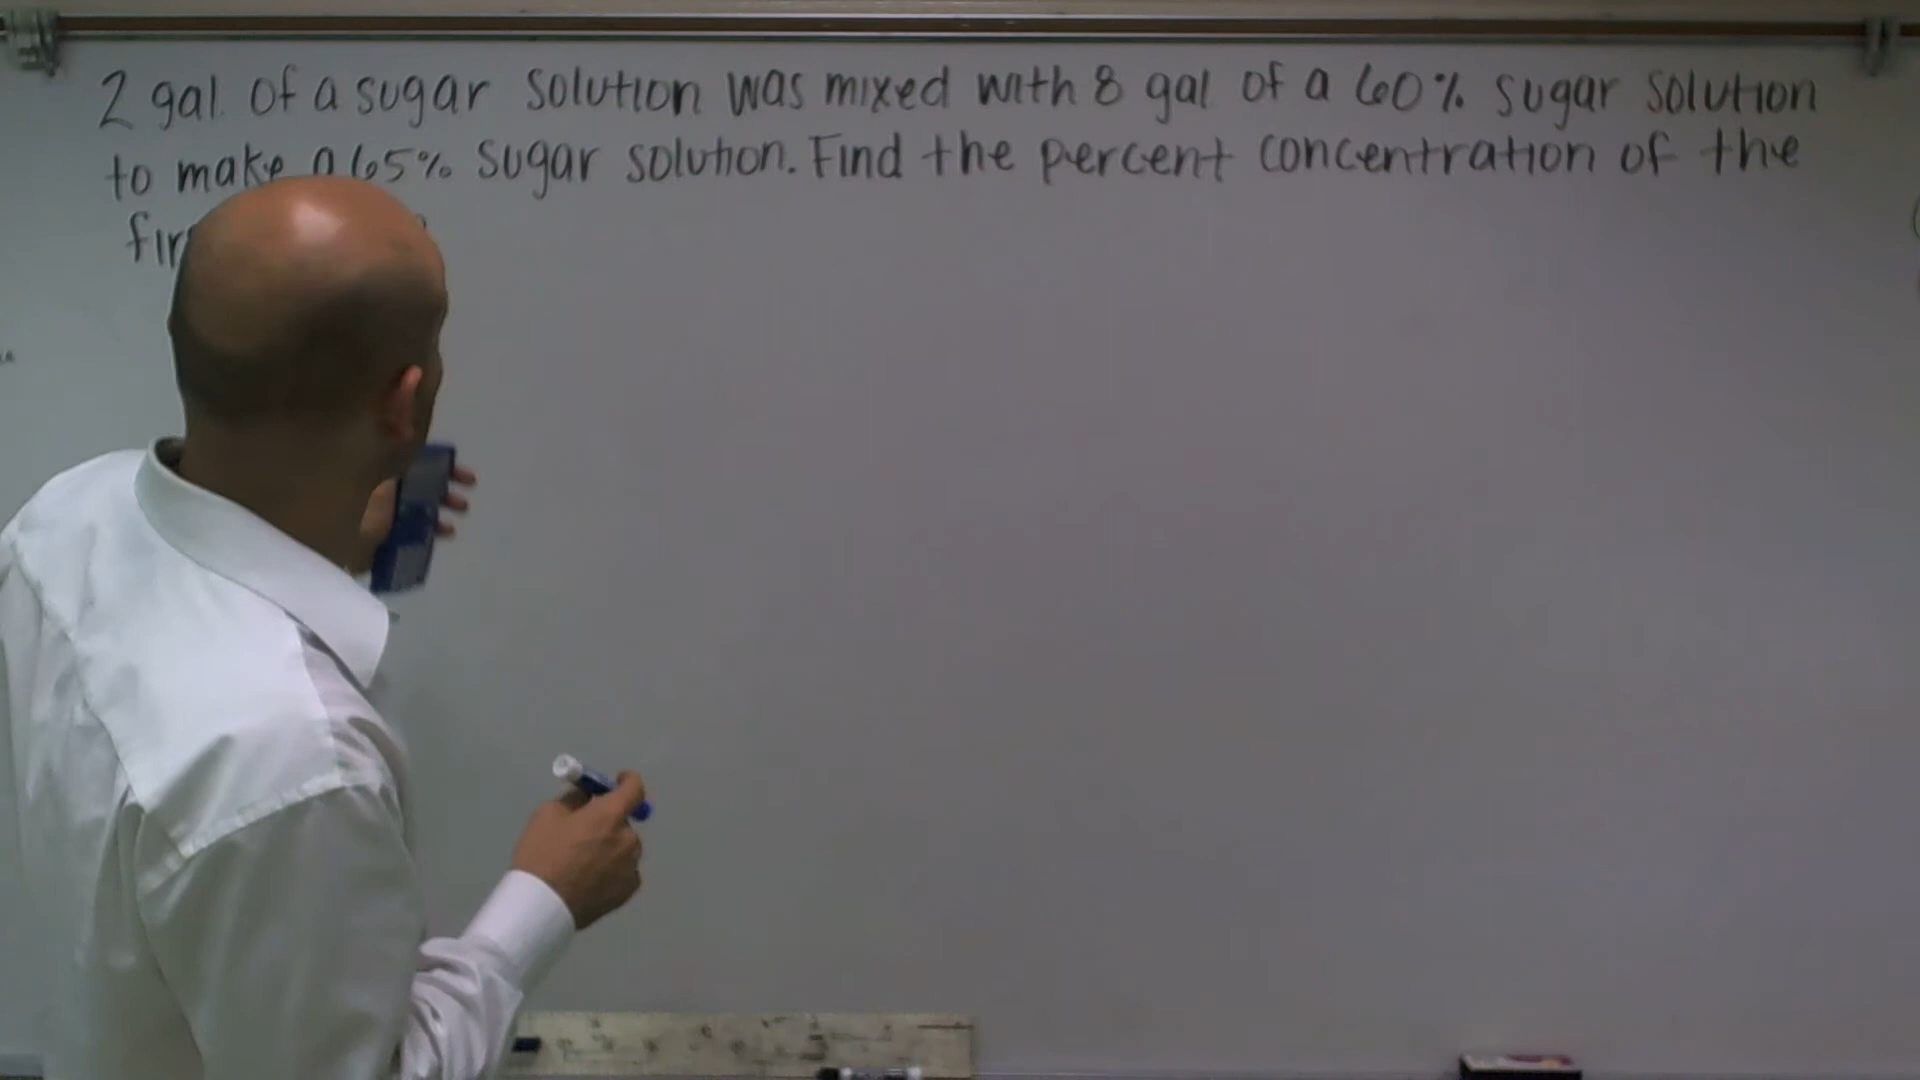 2 gal. of a sugar solution was mixed with 8 gal of a 60% sugar solution
to make a 65% sugar solution. Find the percent concentration of the